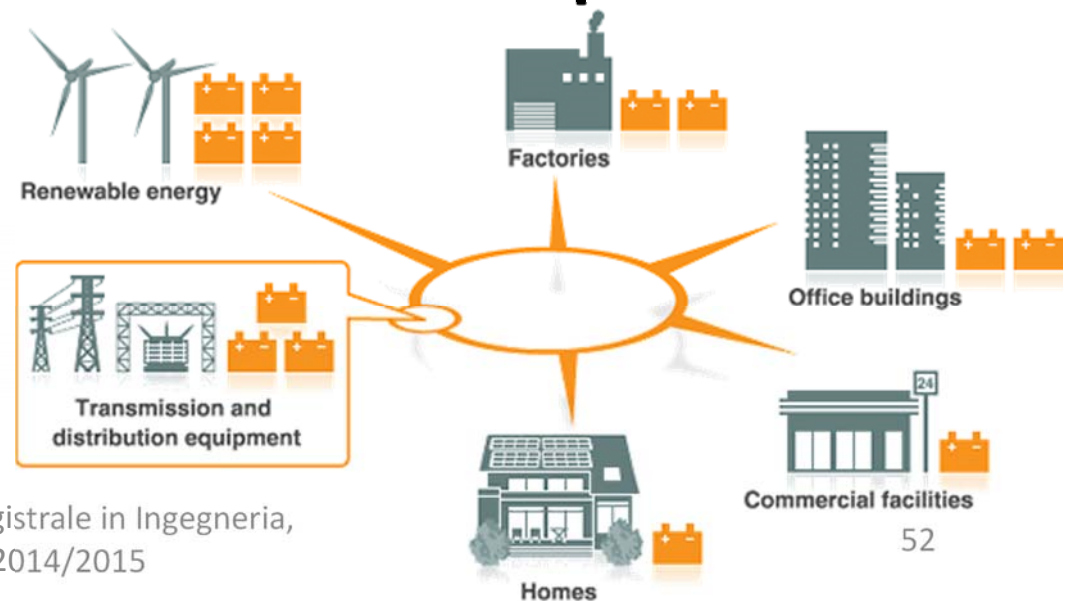 Factories
Renewable energy
Office buildings
Transmission and
distribution equipment
24
Commercial facilities
Homes
gistrale in Ingegneria,
2014/2015
52